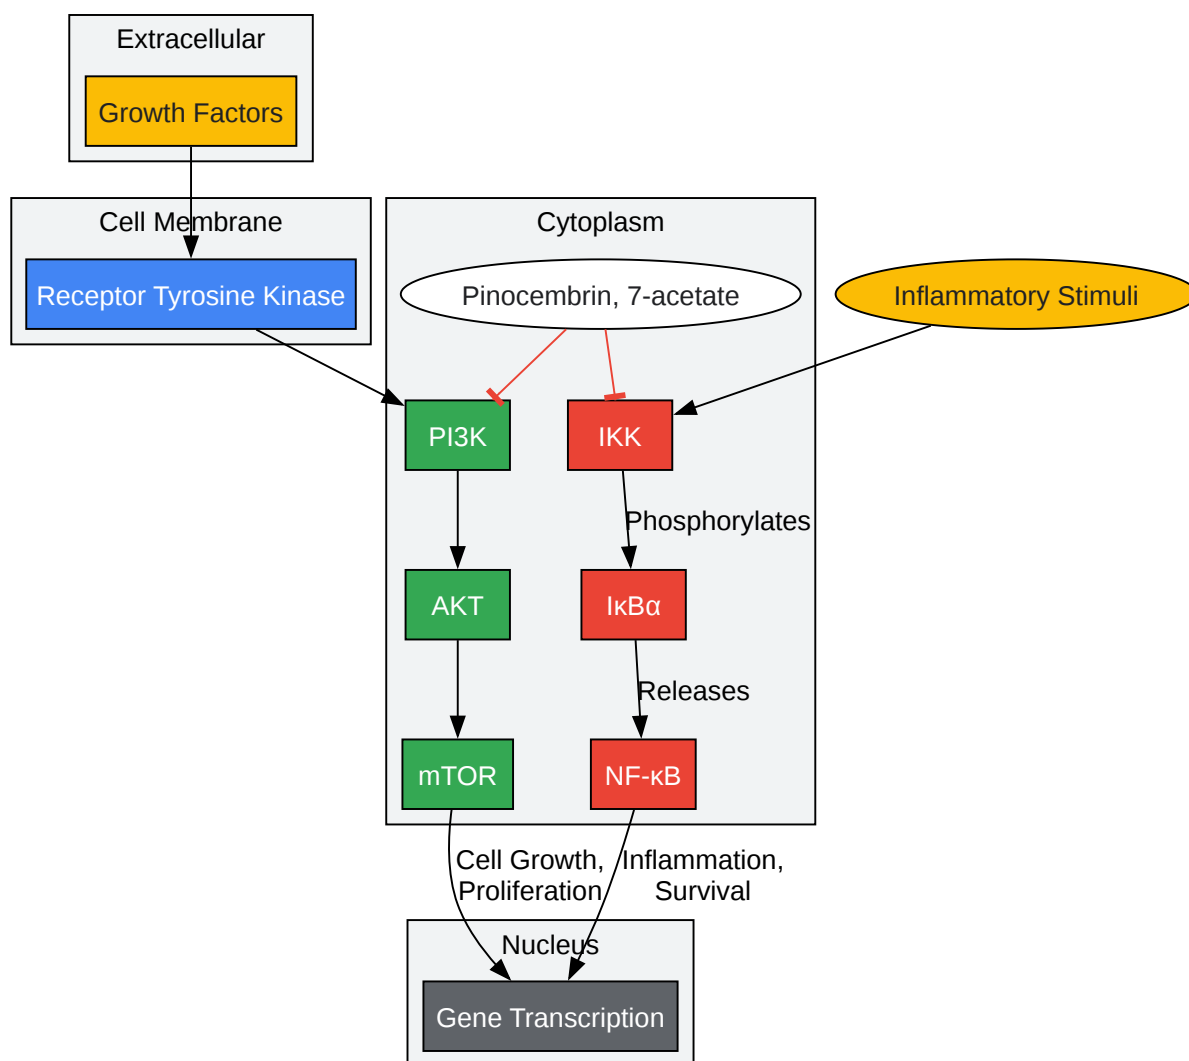 Extracellular
Growth Factors
Cell Membrane
Cytoplasm
Receptor Tyrosine Kinase
Pinocembrin, 7-acetate
Inflammatory Stimuli
PI3K
IKK
Phosphorylates
AKT
IκBα
Releases
mTOR
NF-κB
Cell Growth,
Proliferation
Inflammation,
Survival
Nucleus
Gene Transcription